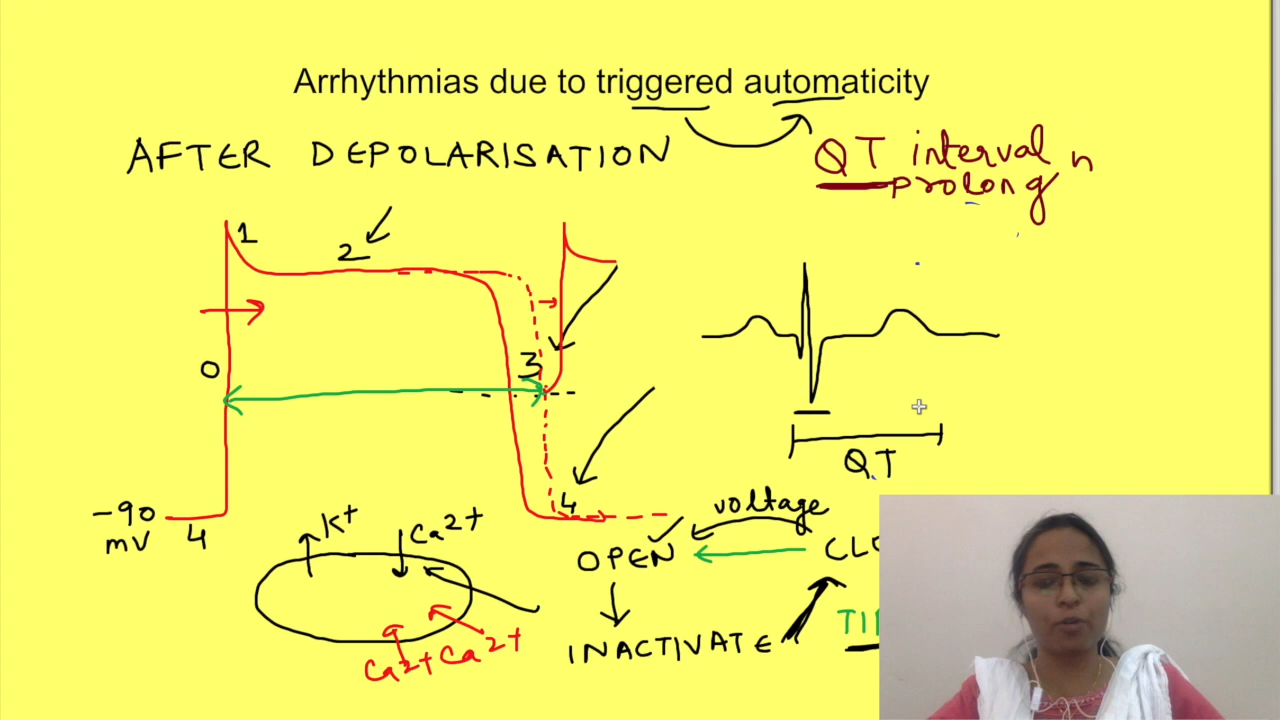 Arrhythmias due to triggered automaticity
AFTER DEPOLARISATION
QT interval n
prolong
1
2
0
3
4
-90
mV
4
K+
Ca2+
Ca2+
Ca2+
QT
voltage
OPEN
CLO
INACTIVATE